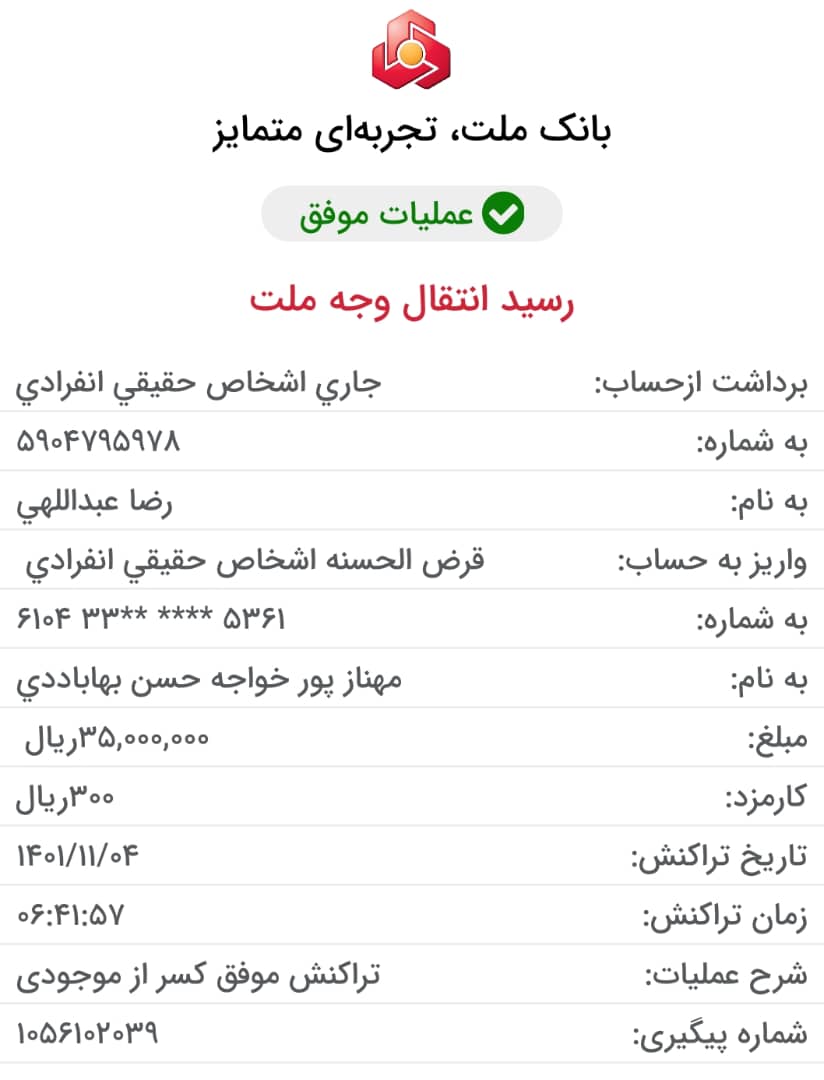 بانک ملت، تجربه‌ای متمایز
عملیات موفق
رسید انتقال وجه ملت
برداشت ازحساب: جاري اشخاص حقيقي انفرادي
به شماره: ۵۹۰۴۷۹۵۹۷۸
به نام: رضا عبداللهي
واریز به حساب: قرض الحسنه اشخاص حقيقي انفرادي
به شماره: ۶۱۰۴ ۳۳** **** ۵۳۶۱
به نام: مهناز پور خواجه حسن بهاباددي
مبلغ: ۳۵,۰۰۰,۰۰۰ریال
کارمزد: ۳۰۰ریال
تاریخ تراکنش: ۱۴۰۱/۱۱/۰۴
زمان تراکنش: ۰۶:۴۱:۵۷
شرح عملیات: تراکنش موفق کسر از موجودی
شماره پیگیری: ۱۰۵۶۱۰۲۰۳۹